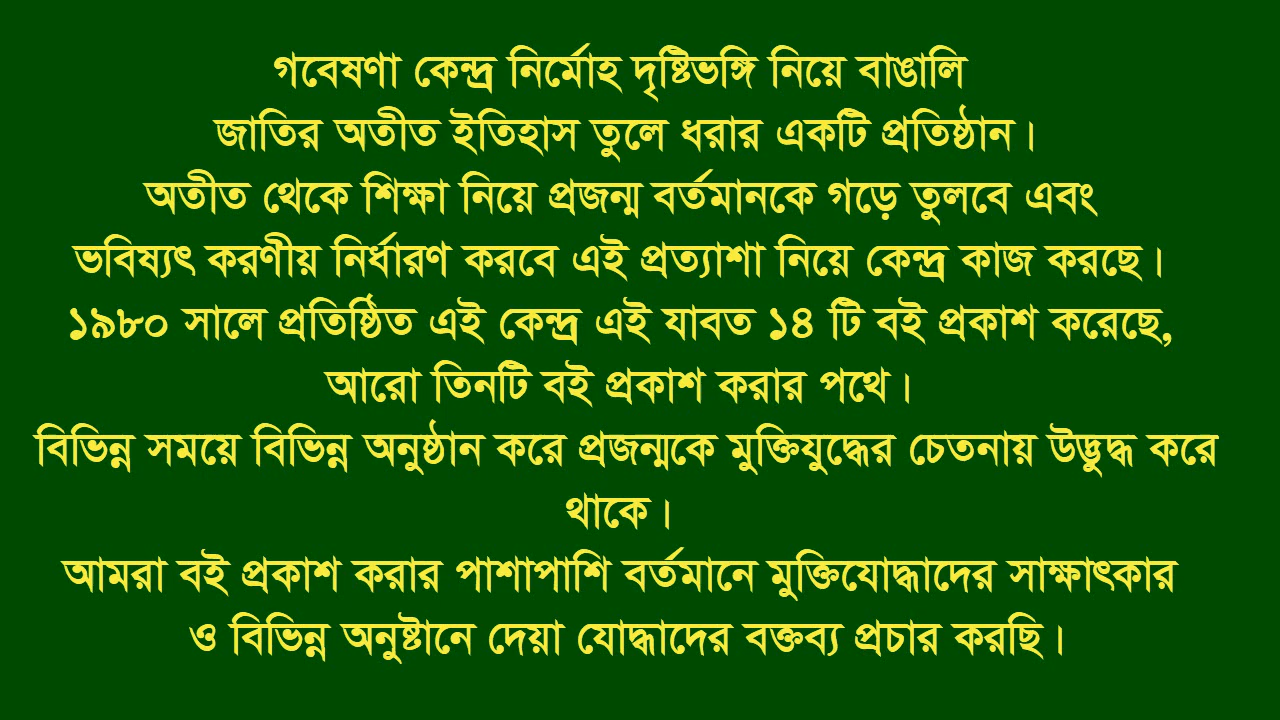 গবেষণা কেন্দ্র নির্মোহ দৃষ্টিভঙ্গি নিয়ে বাঙালি
জাতির অতীত ইতিহাস তুলে ধরার একটি প্রতিষ্ঠান।
অতীত থেকে শিক্ষা নিয়ে প্রজন্ম বর্তমানকে গড়ে তুলবে এবং
ভবিষ্যৎ করণীয় নির্ধারণ করবে এই প্রত্যাশা নিয়ে কেন্দ্র কাজ করছে।
১৯৮০ সালে প্রতিষ্ঠিত এই কেন্দ্র এই যাবত ১৪ টি বই প্রকাশ করেছে,
আরো তিনটি বই প্রকাশ করার পথে।
বিভিন্ন সময়ে বিভিন্ন অনুষ্ঠান করে প্রজন্মকে মুক্তিযুদ্ধের চেতনায় উদ্ভুদ্ধ করে
থাকে।
আমরা বই প্রকাশ করার পাশাপাশি বর্তমানে মুক্তিযোদ্ধাদের সাক্ষাৎকার
ও বিভিন্ন অনুষ্টানে দেয়া যোদ্ধাদের বক্তব্য প্রচার করছি।